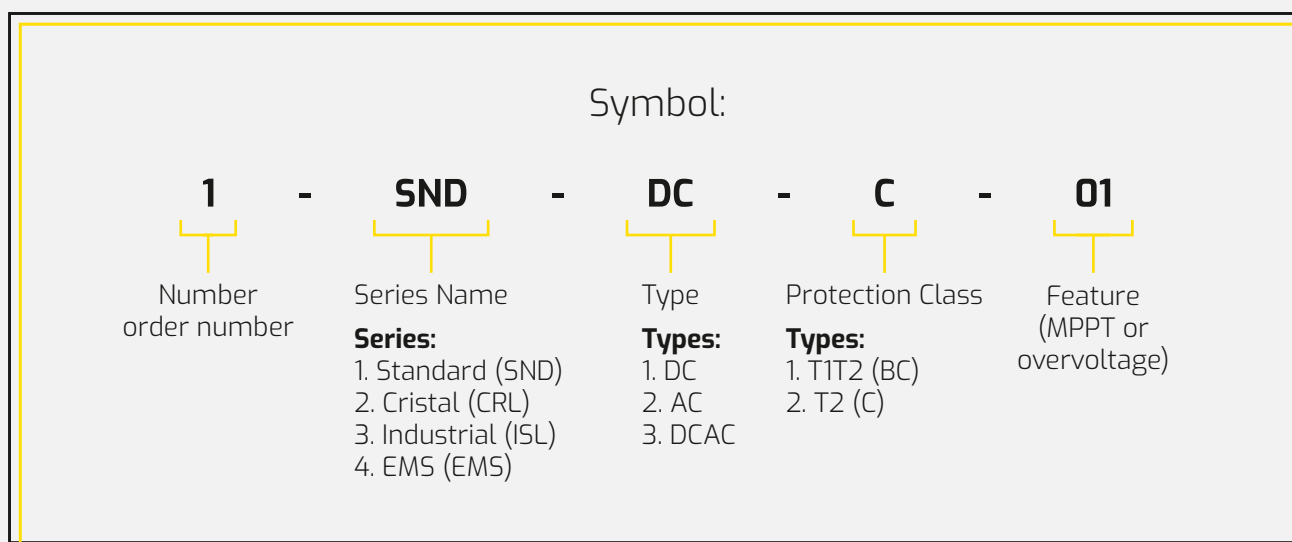 Symbol:
1 - SND - DC - C - 01
Number
order number
Series Name
Series:
1. Standard (SND)
2. Cristal (CRL)
3. Industrial (ISL)
4. EMS (EMS)
Type
Types:
1. DC
2. AC
3. DCAC
Protection Class
Types:
1. T1T2 (BC)
2. T2 (C)
Feature
(MPPT or
overvoltage)